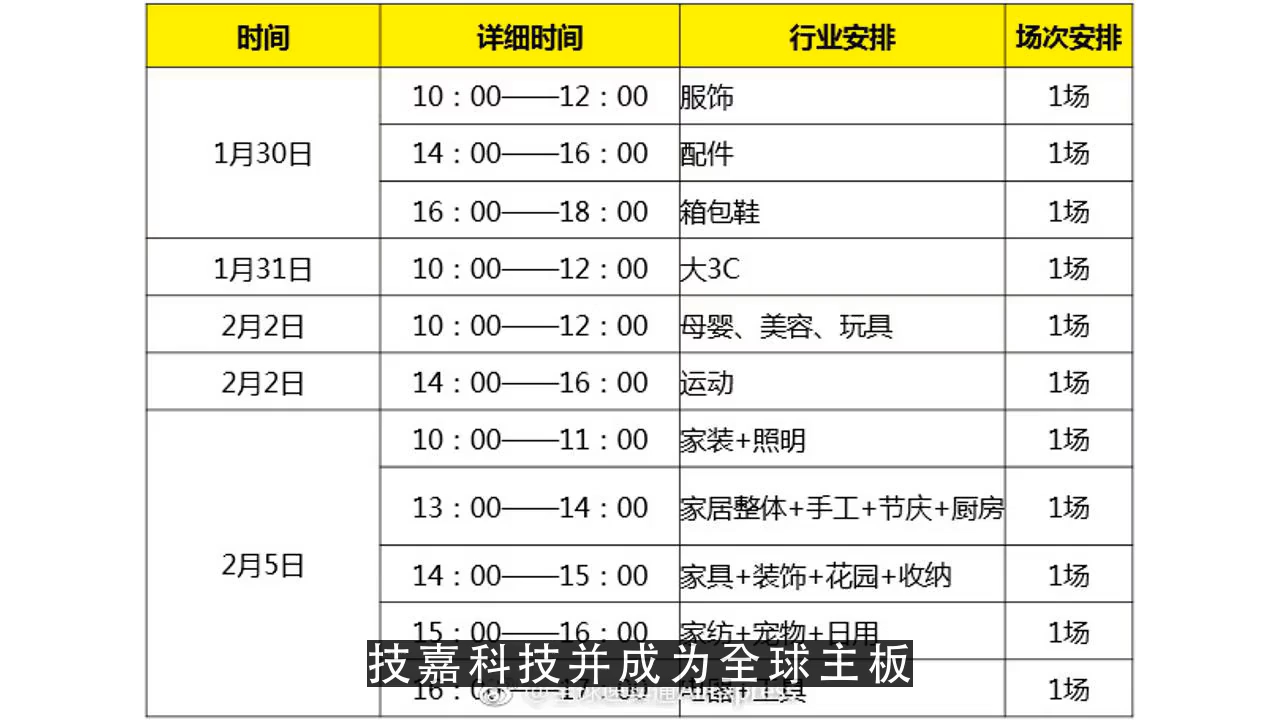 时间 详细时间 行业安排 场次安排
1月30日 10：00——12：00 服饰 1场
14：00——16：00 配件 1场
16：00——18：00 箱包鞋 1场
1月31日 10：00——12：00 大3C 1场
2月2日 10：00——12：00 母婴、美容、玩具 1场
2月2日 14：00——16：00 运动 1场
2月5日 10：00——11：00 家装+照明 1场
13：00——14：00 家居整体+手工+节庆+厨房 1场
14：00——15：00 家具+装饰+花园+收纳 1场
15：00——16：00 家纺+宠物+日用 1场
技嘉科技并成为全球主板
+工具 1场